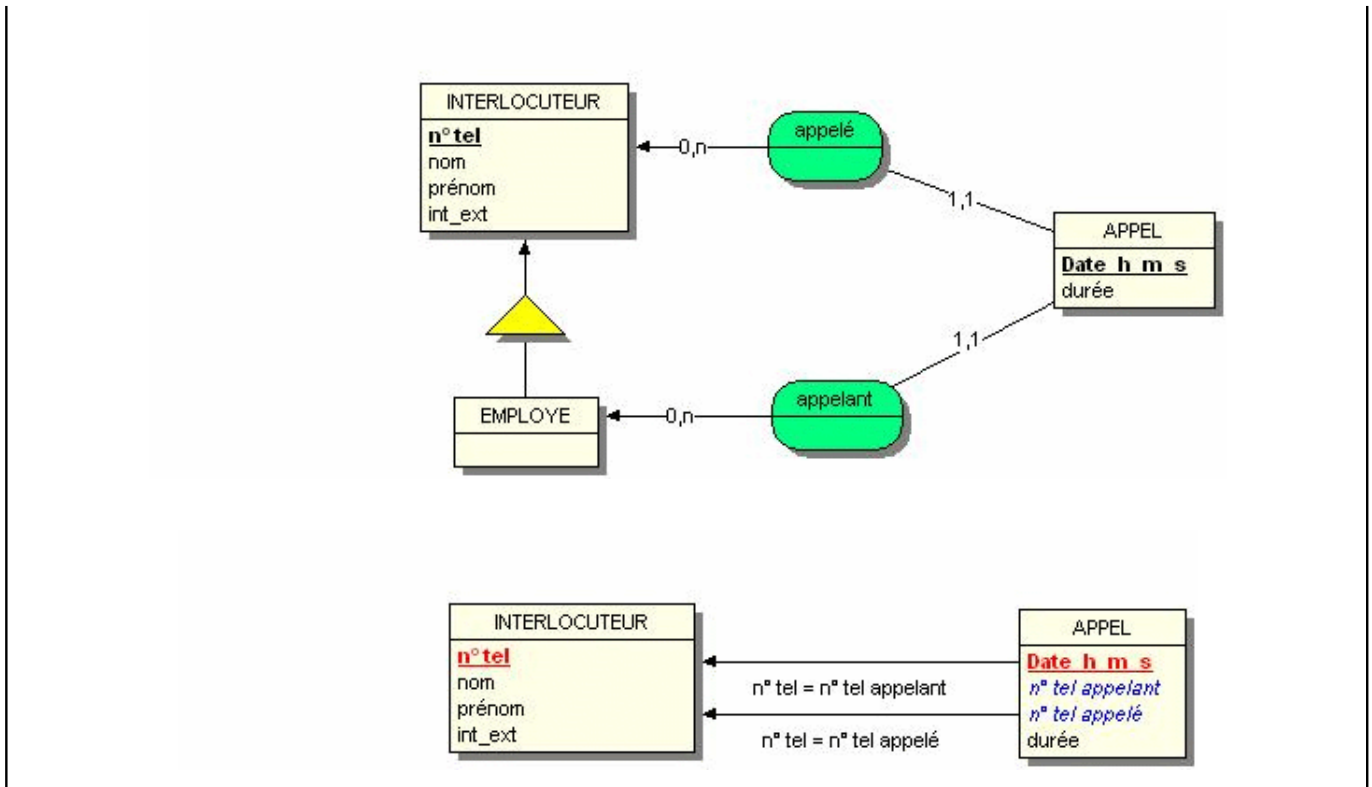 INTERLOCUTEUR
n° tel
nom
prénom
int_ext
0,n
appelé
1,1
APPEL
Date_h_m_s
durée
1,1
EMPLOYE
0,n
appelant
INTERLOCUTEUR
n° tel
nom
prénom
int_ext
n° tel = n° tel appelant
n° tel = n° tel appelé
APPEL
Date_h_m_s
n° tel appelant
n° tel appelé
durée